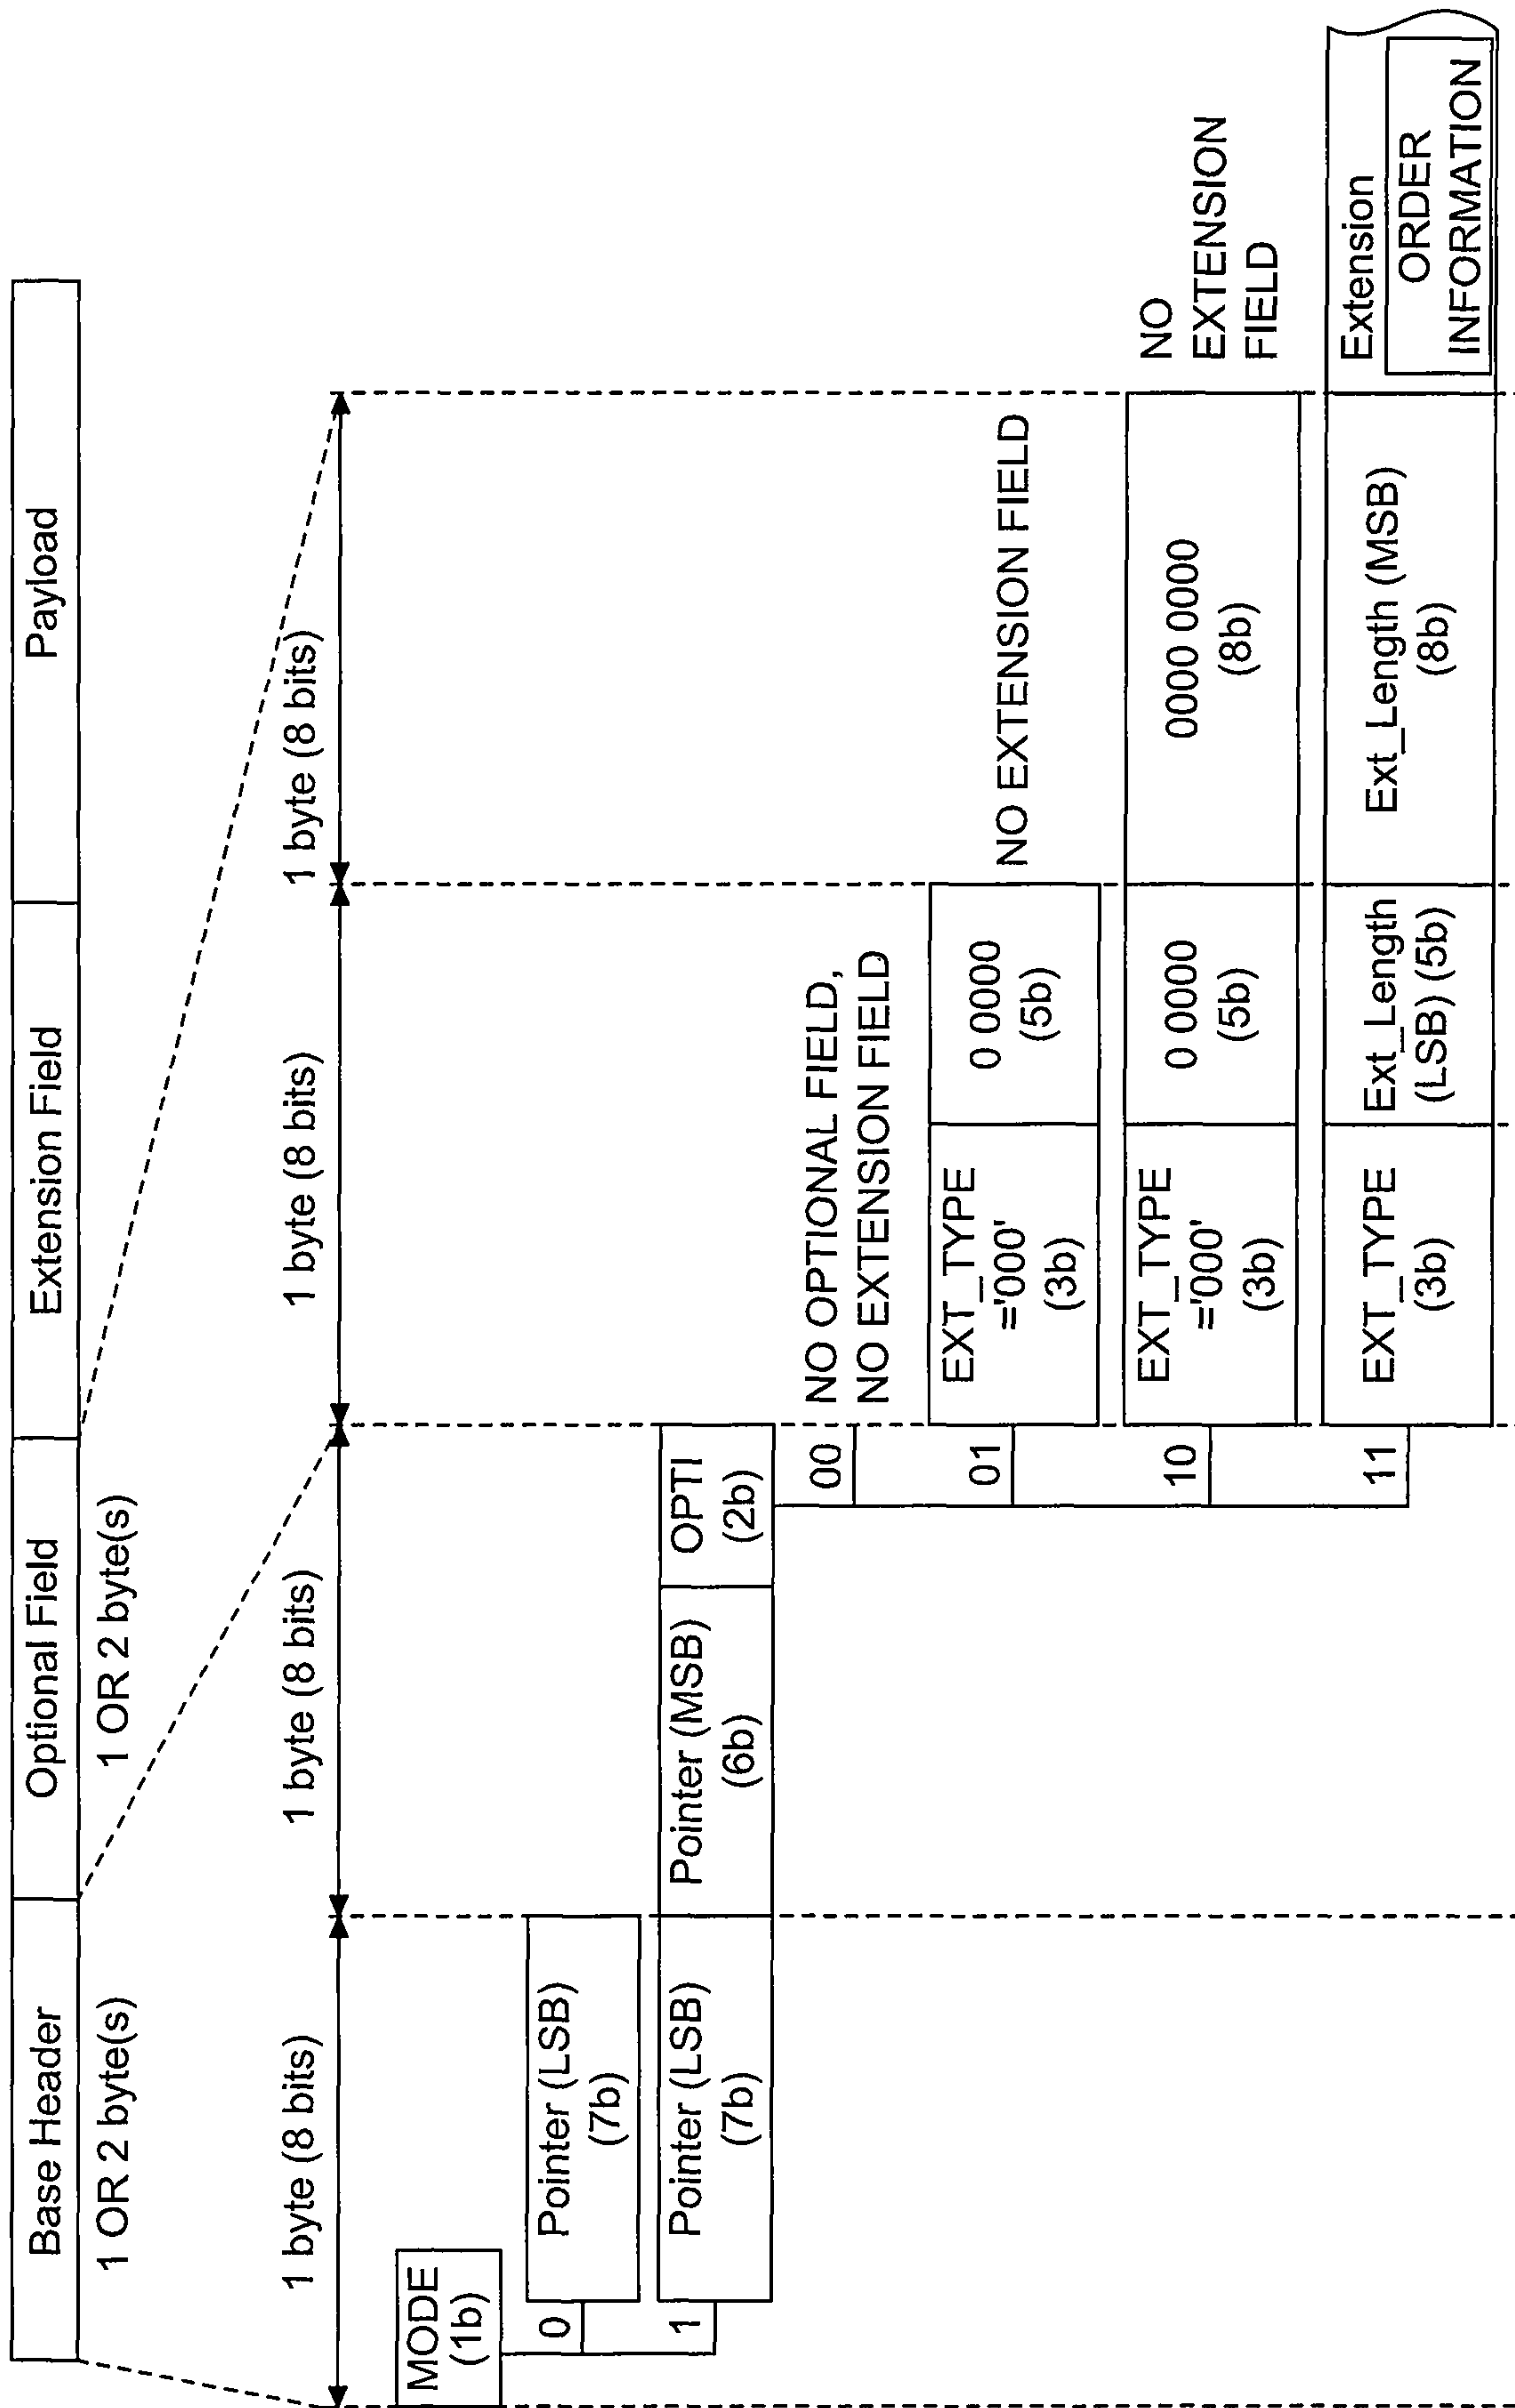 Base Header
Optional Field
Extension Field
Payload
1 OR 2 byte(s)
1 OR 2 byte(s)
1 byte (8 bits)
1 byte (8 bits)
1 byte (8 bits)
1 byte (8 bits)
MODE
(1b)
0
Pointer (LSB)
(7b)
1
Pointer (LSB)
(7b)
Pointer (MSB)
(6b)
OPTI
(2b)
00
NO OPTIONAL FIELD,
NO EXTENSION FIELD
01
EXT_TYPE
='000'
(3b)
0 0000
(5b)
NO EXTENSION FIELD
10
EXT_TYPE
='000'
(3b)
0 0000
(5b)
0000 0000
(8b)
NO
EXTENSION
FIELD
11
EXT_TYPE
(3b)
Ext_Length
(LSB) (5b)
Ext_Length (MSB)
(8b)
Extension
ORDER
INFORMATION